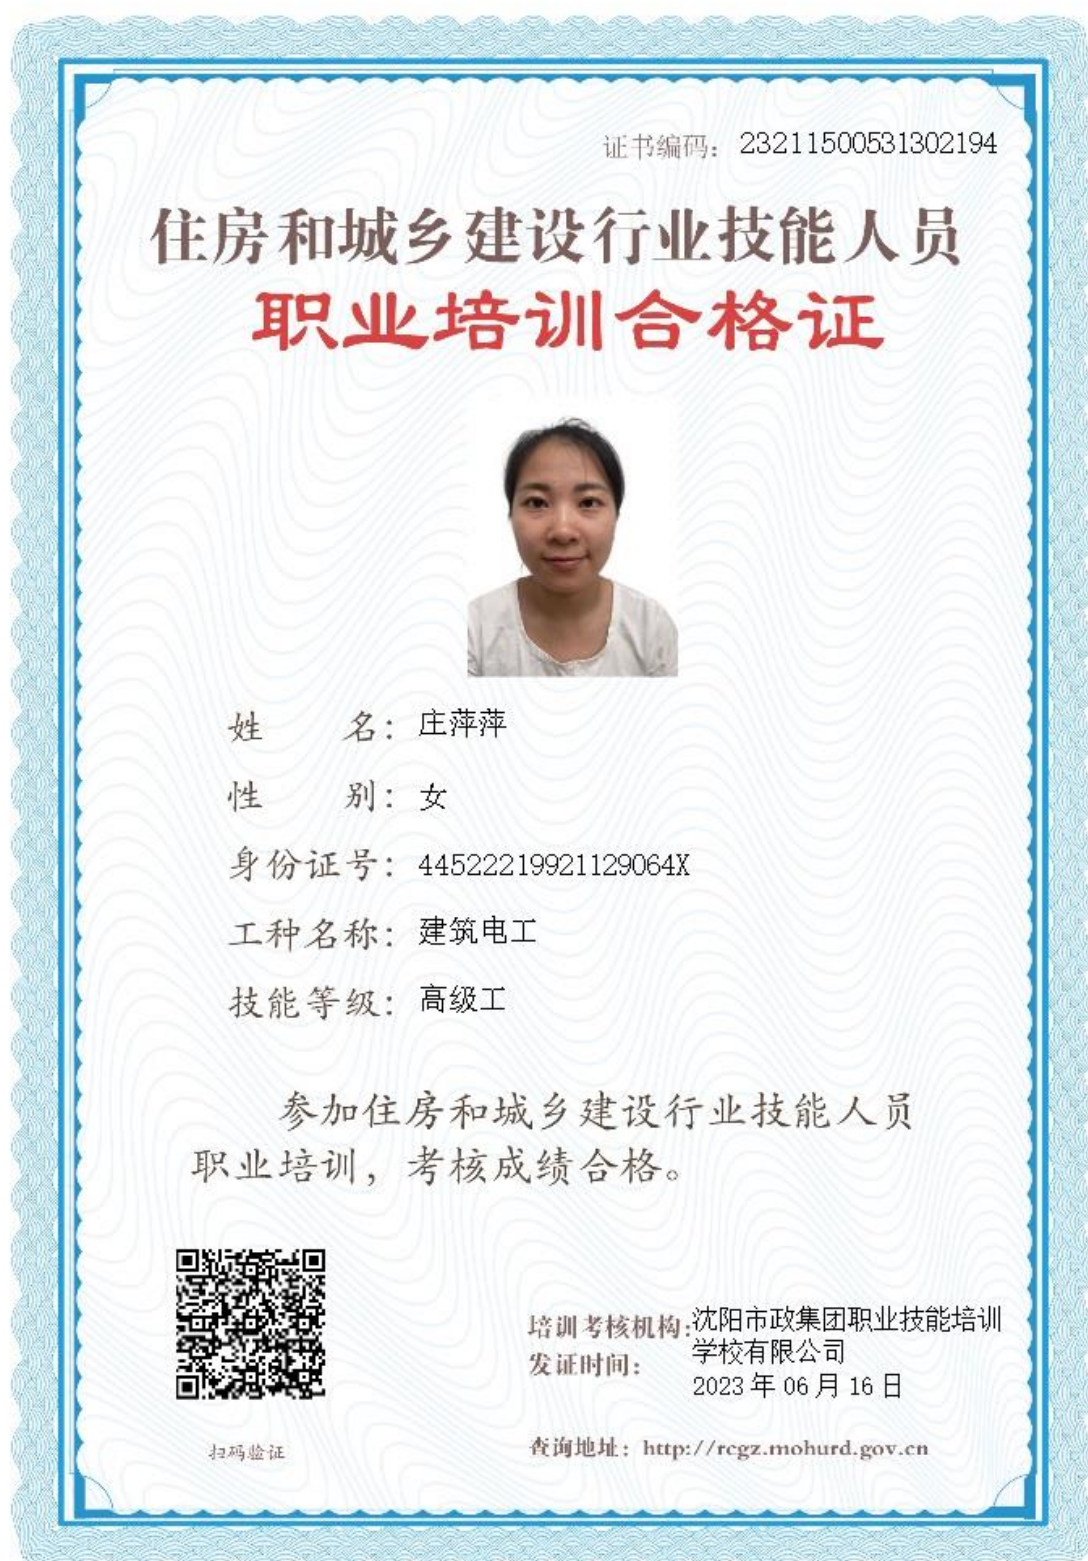 证书编码：23211500531302194
住房和城乡建设行业技能人员
职业培训合格证
姓 名：庄萍萍
性 别：女
身份证号：44522219921129064X
工种名称：建筑电工
技能等级：高级工
参加住房和城乡建设行业技能人员
职业培训，考核成绩合格。
培训考核机构:沈阳市政集团职业技能培训
学校有限公司
发证时间：2023 年 06 月 16 日
扫码验证
查询地址：http://rcgz.mohurd.gov.cn